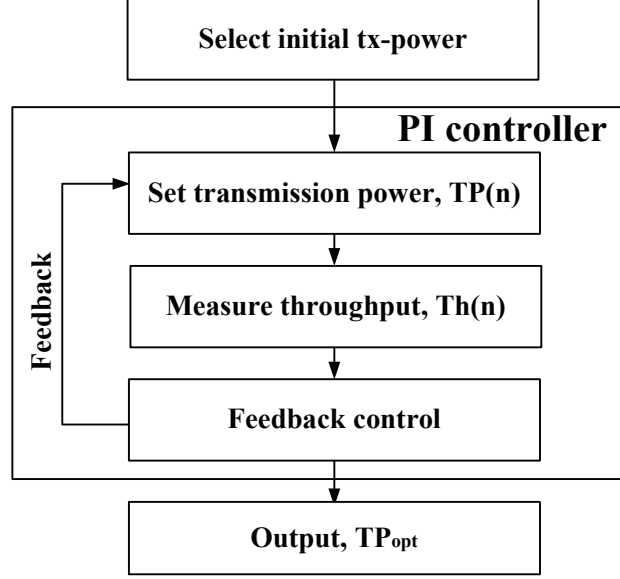 Select initial tx-power
PI controller
Set transmission power, TP(n)
Measure throughput, Th(n)
Feedback
Feedback control
Output, TPopt